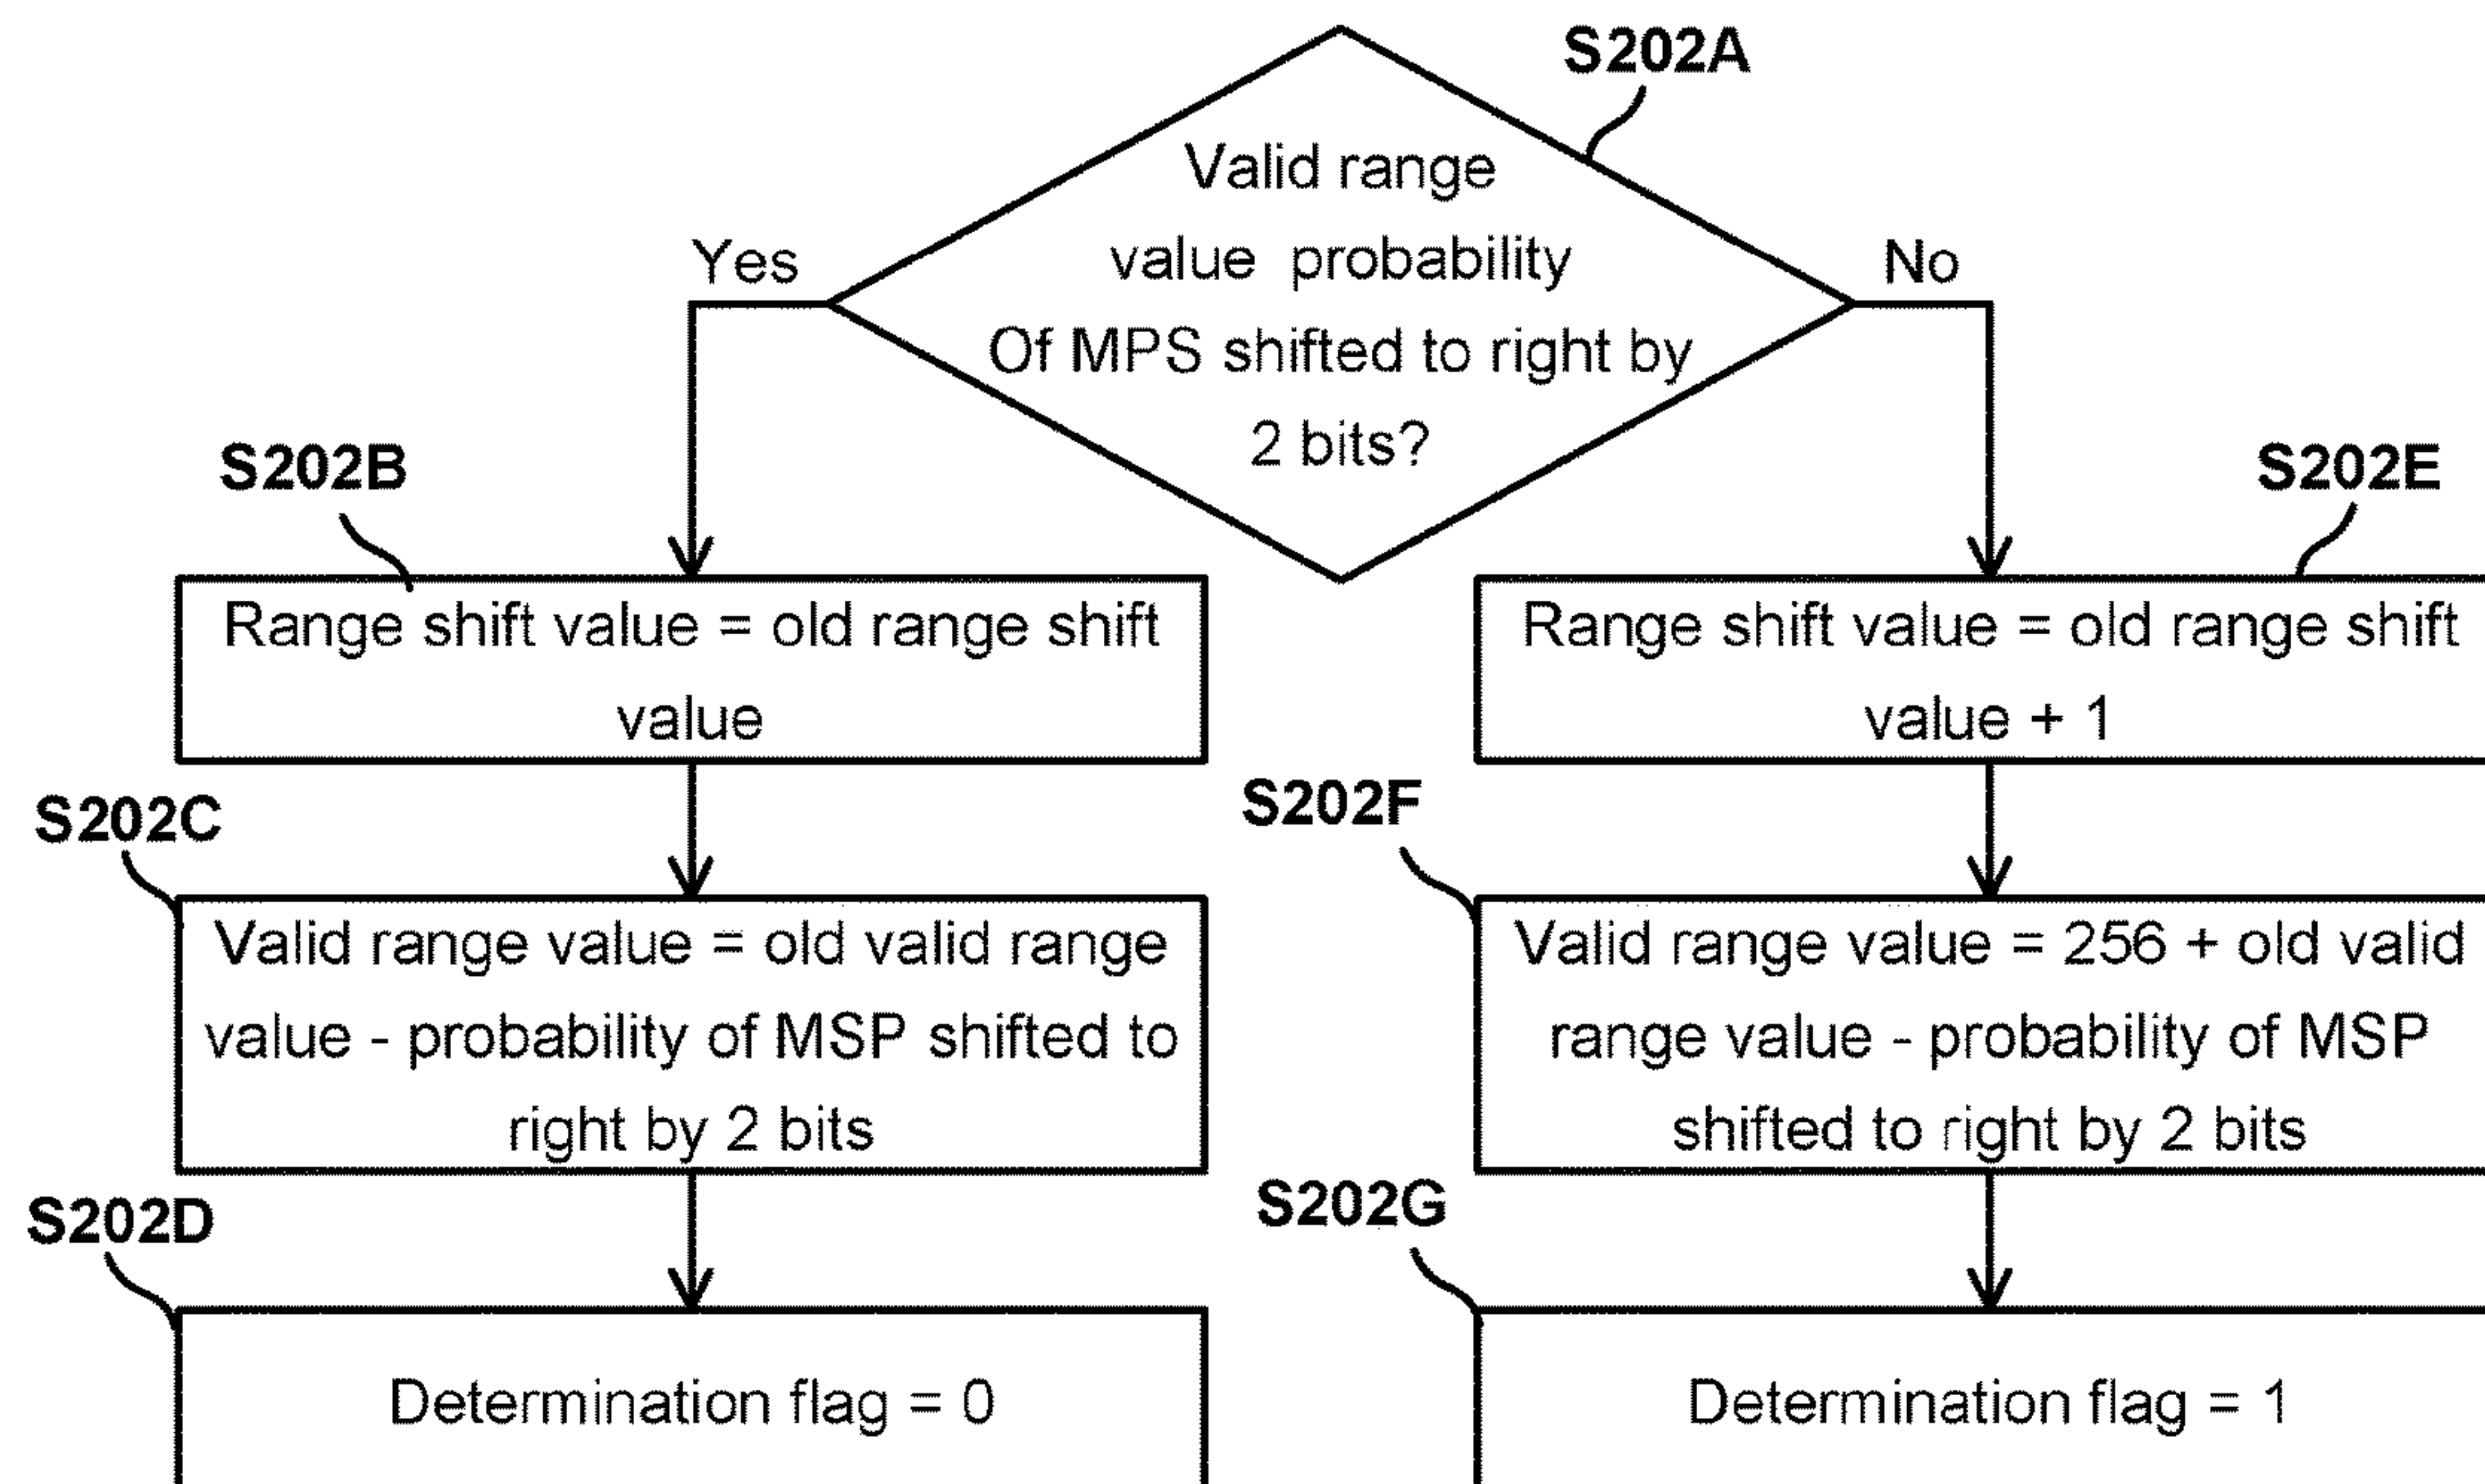 S202A
Valid range
value probability
Of MPS shifted to right by
2 bits?
Yes
No
S202B
Range shift value = old range shift
value
S202E
Range shift value = old range shift
value + 1
S202C
Valid range value = old valid range
value - probability of MSP shifted to
right by 2 bits
S202F
Valid range value = 256 + old valid
range value - probability of MSP
shifted to right by 2 bits
S202D
Determination flag = 0
S202G
Determination flag = 1